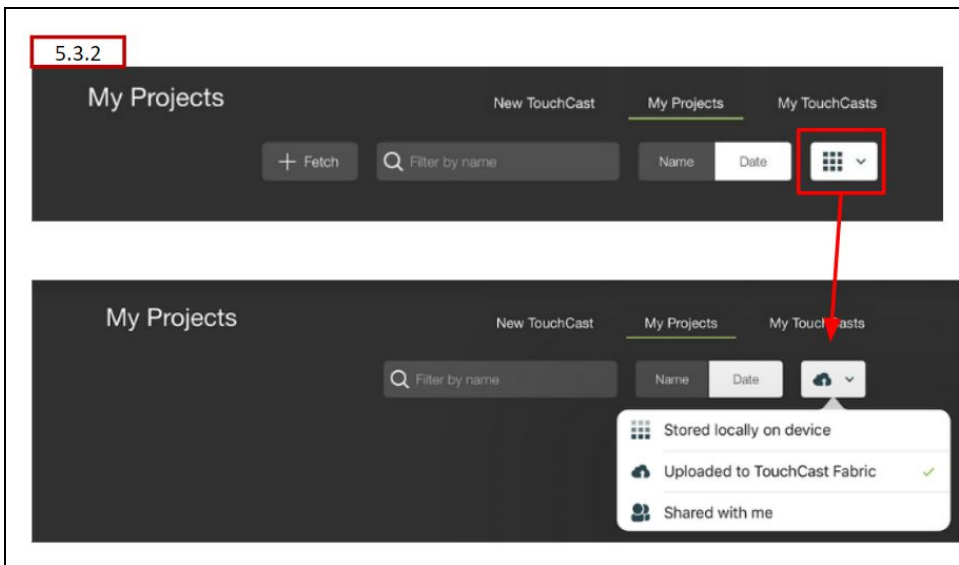 5.3.2
My Projects
New TouchCast My Projects My TouchCasts
+ Fetch Filter by name Name Date
My Projects
New TouchCast My Projects My TouchCasts
Filter by name Name Date
Stored locally on device
Uploaded to TouchCast Fabric
Shared with me